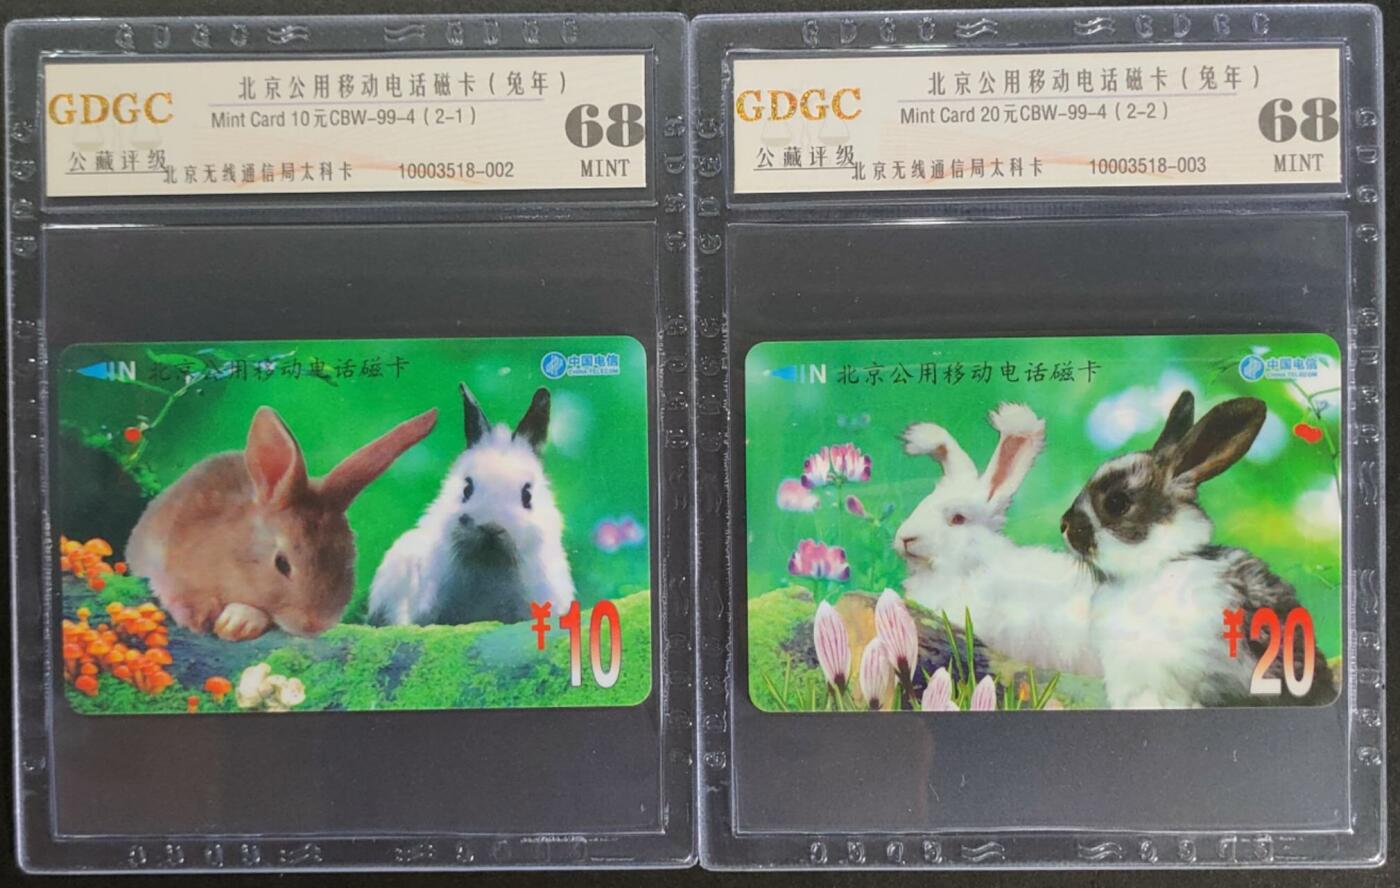 GDGC
公藏评级
北京公用移动电话磁卡(兔年)
Mint Card 10元CBW-99-4(2-1)
北京无线通信局太科卡
10003518-002
68
MINT
IN 北京公用移动电话磁卡
中国电信
CHINA TELECOM
¥10
GDGC
公藏评级
北京公用移动电话磁卡(兔年)
Mint Card 20元CBW-99-4(2-2)
北京无线通信局太科卡
10003518-003
68
MINT
IN 北京公用移动电话磁卡
中国电信
CHINA TELECOM
¥20